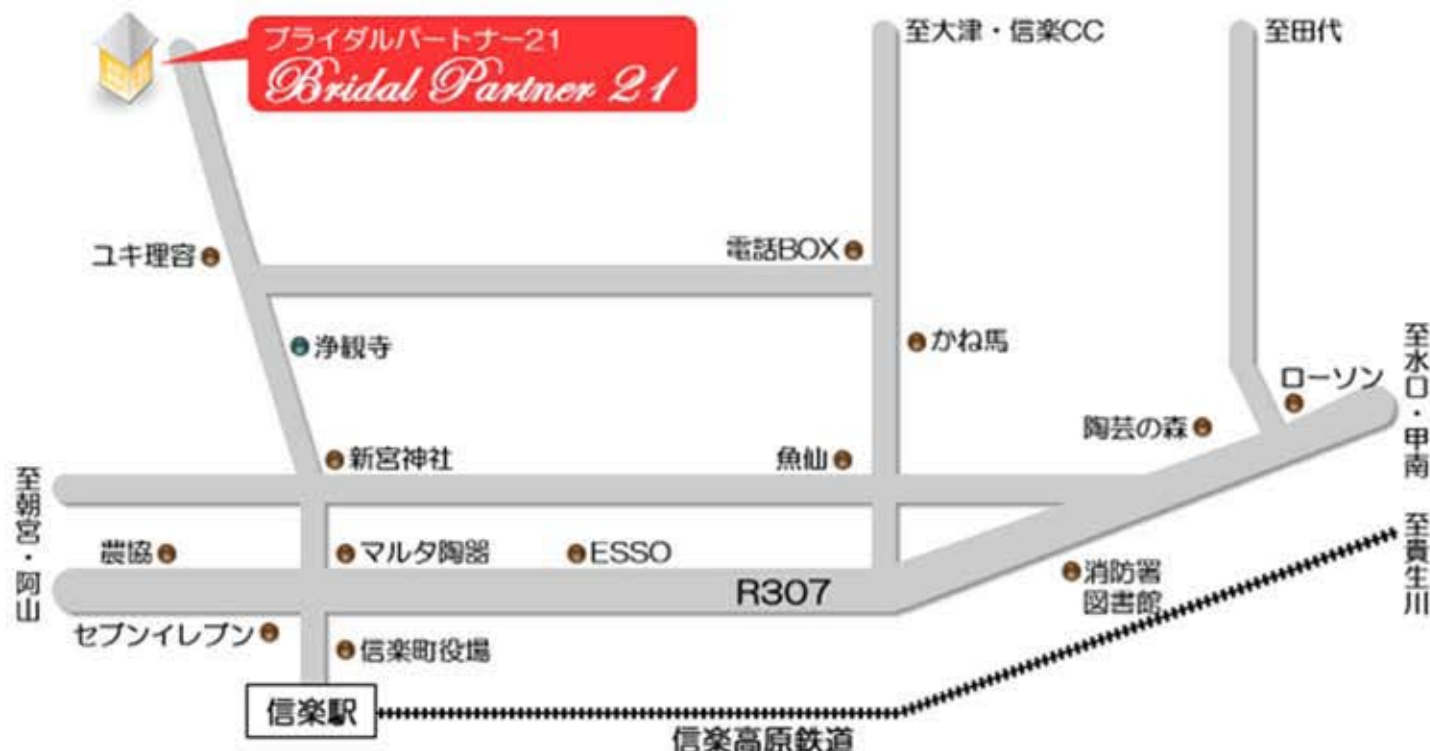 ブライダルパートナー21
Bridal Partner 21
至大津・信楽CC
至田代
ユキ理容
電話BOX
浄観寺
かね馬
至水口・甲南
ローソン
陶芸の森
新宮神社
魚仙
至朝宮・阿山
農協
マルタ陶器
ESSO
R307
消防署
図書館
至貴生川
セブンイレブン
信楽町役場
信楽駅
信楽高原鉄道